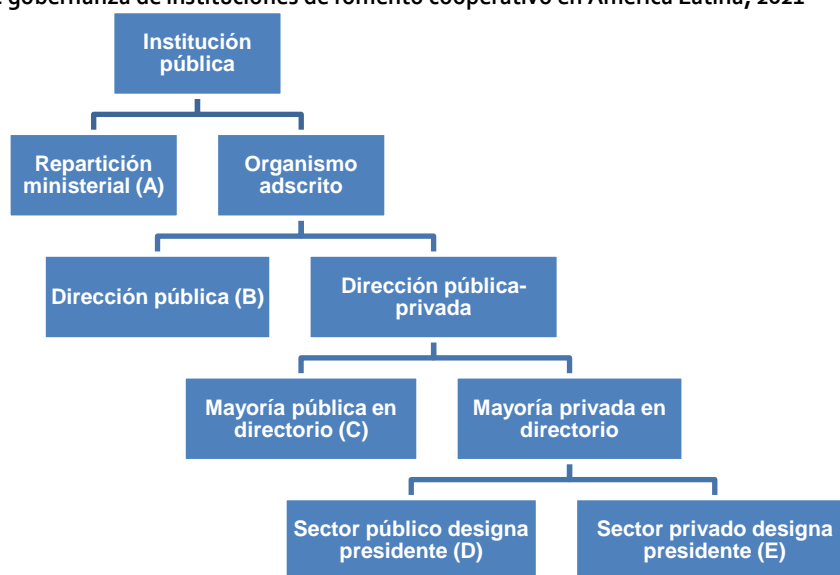 gobernanza de instituciones de fomento cooperativo en América Latina, 2021
Institución
pública
Repartición
ministerial (A)
Organismo
adscrito
Dirección pública (B)
Dirección pública-
privada
Mayoría pública en
directorio (C)
Mayoría privada en
directorio
Sector público designa
presidente (D)
Sector privado designa
presidente (E)